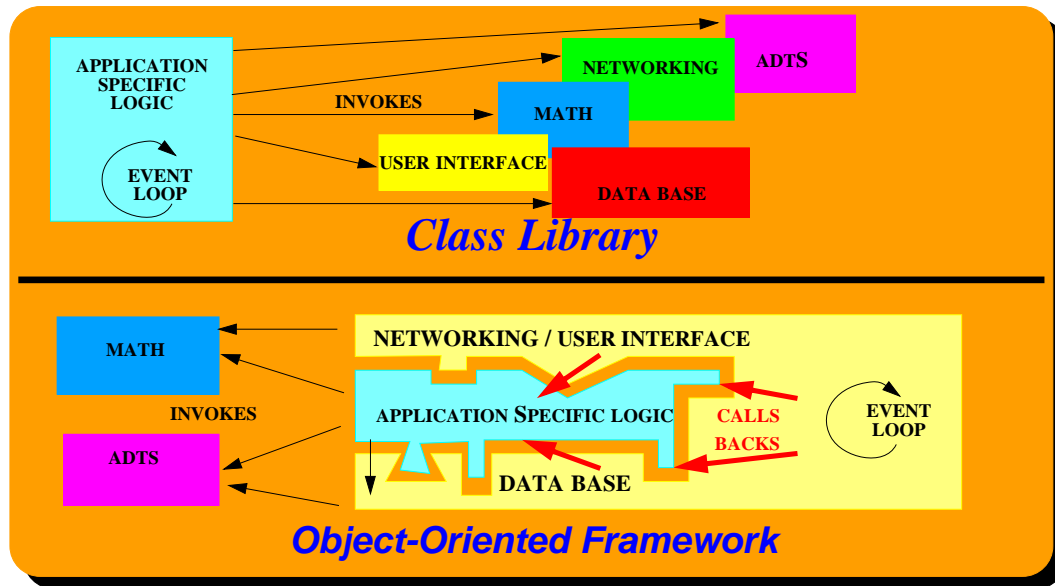 APPLICATION
SPECIFIC
LOGIC
EVENT
LOOP
INVOKES
ADTS
NETWORKING
MATH
USER INTERFACE
DATA BASE
Class Library
MATH
INVOKES
ADTS
NETWORKING / USER INTERFACE
APPLICATION SPECIFIC LOGIC
CALLS
BACKS
EVENT
LOOP
DATA BASE
Object-Oriented Framework